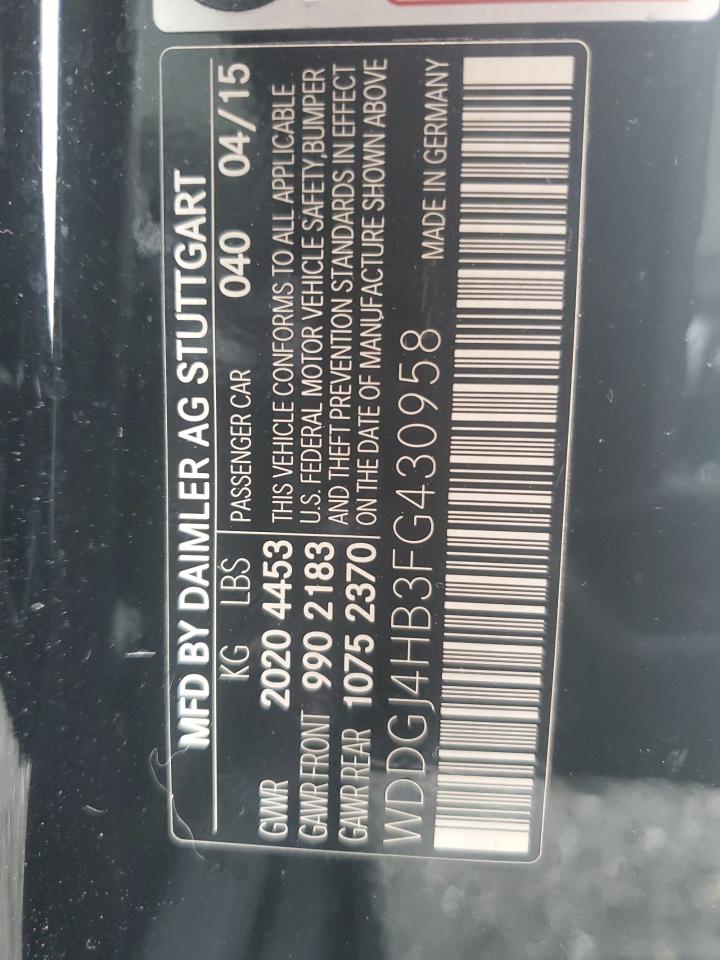 MFD BY DAIMLER AG STUTTGART
KG LBS PASSENGER CAR 040 04/15
GWR 2020 4453 THIS VEHICLE CONFORMS TO ALL APPLICABLE
GAWR FRONT 990 2183 U.S. FEDERAL MOTOR VEHICLE SAFETY,BUMPER
GAWR REAR 1075 2370 AND THEFT PREVENTION STANDARDS IN EFFECT
ON THE DATE OF MANUFACTURE SHOWN ABOVE
WDDGJ4HB3FG430958 MADE IN GERMANY